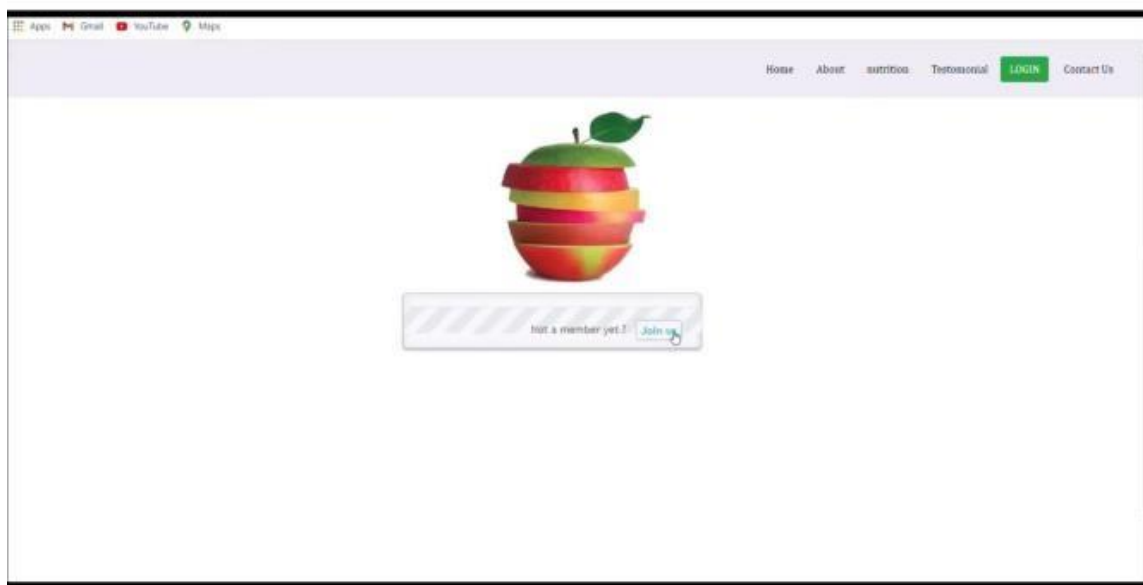 Apps Gmail YouTube Maps
Home About nutrition Testomonial LOGIN Contact Us
Not a member yet ? Join us